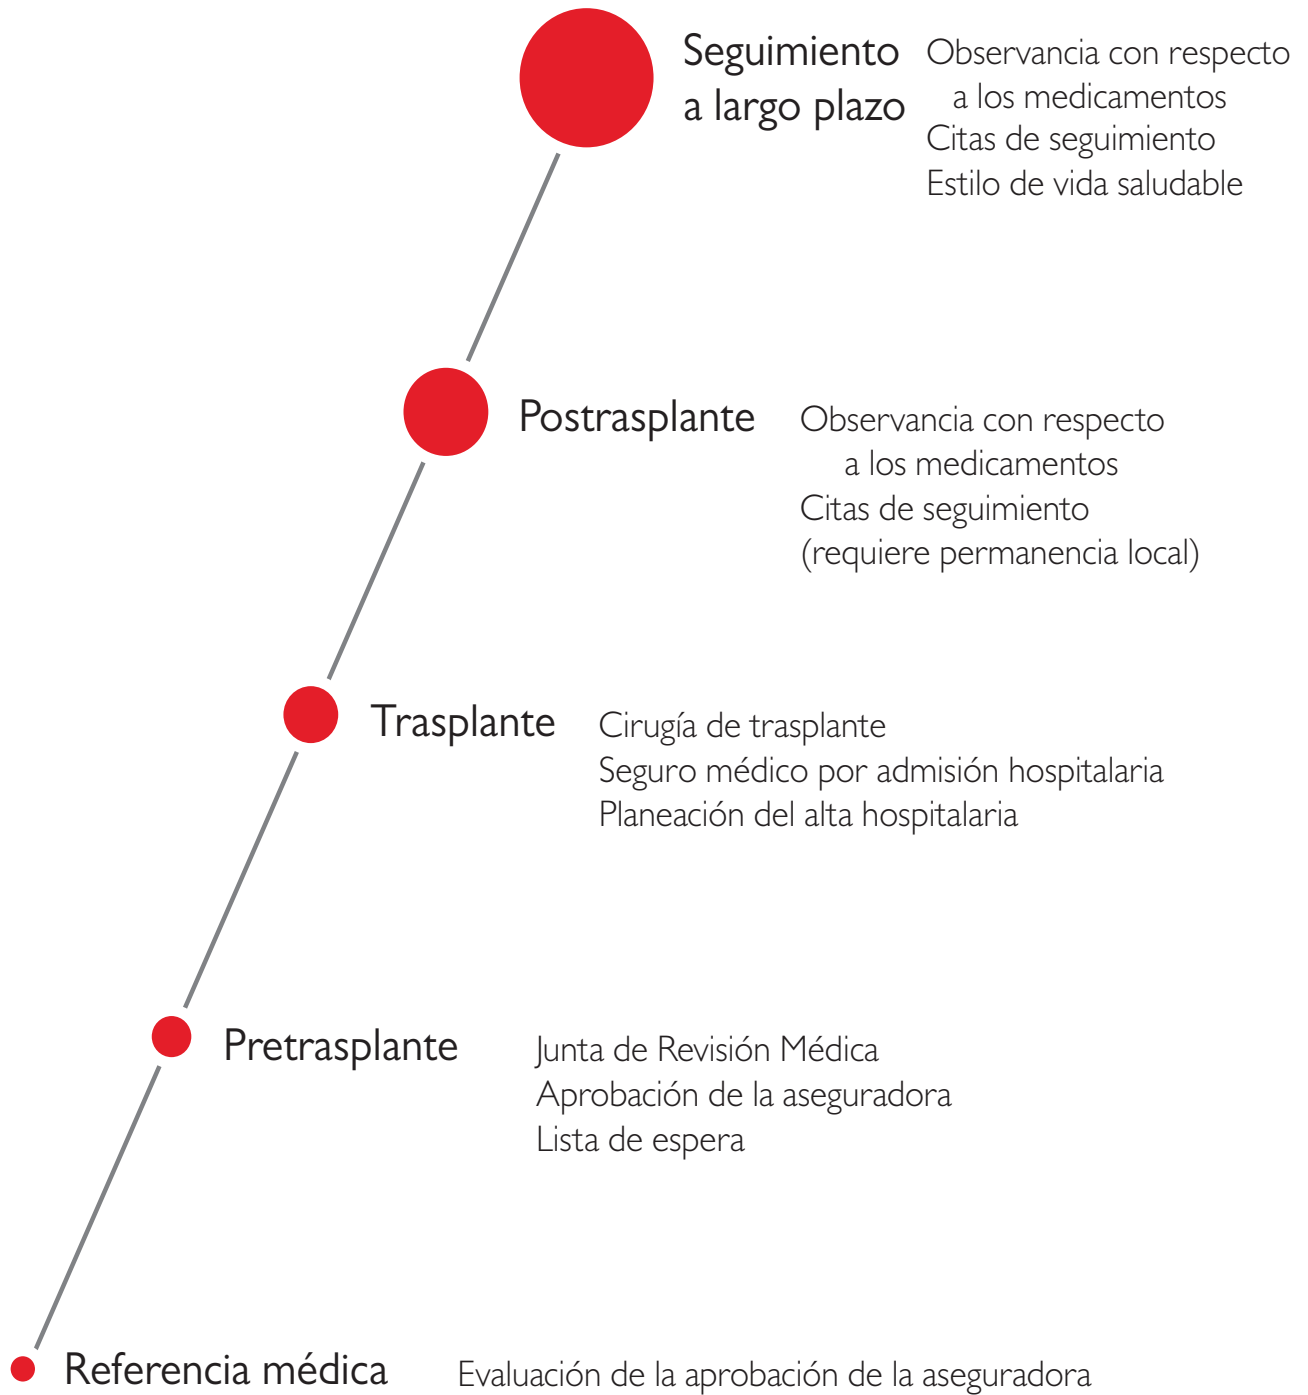 Seguimiento
a largo plazo
Observancia con respecto
a los medicamentos
Citas de seguimiento
Estilo de vida saludable
Postrasplante
Observancia con respecto
a los medicamentos
Citas de seguimiento
(requiere permanencia local)
Trasplante
Cirugía de trasplante
Seguro médico por admisión hospitalaria
Planeación del alta hospitalaria
Pretrasplante
Junta de Revisión Médica
Aprobación de la aseguradora
Lista de espera
Referencia médica
Evaluación de la aprobación de la aseguradora